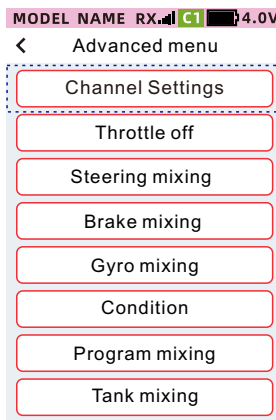 MODEL NAME RX. C1 4.0V
< Advanced menu
Channel Settings
Throttle off
Steering mixing
Brake mixing
Gyro mixing
Condition
Program mixing
Tank mixing